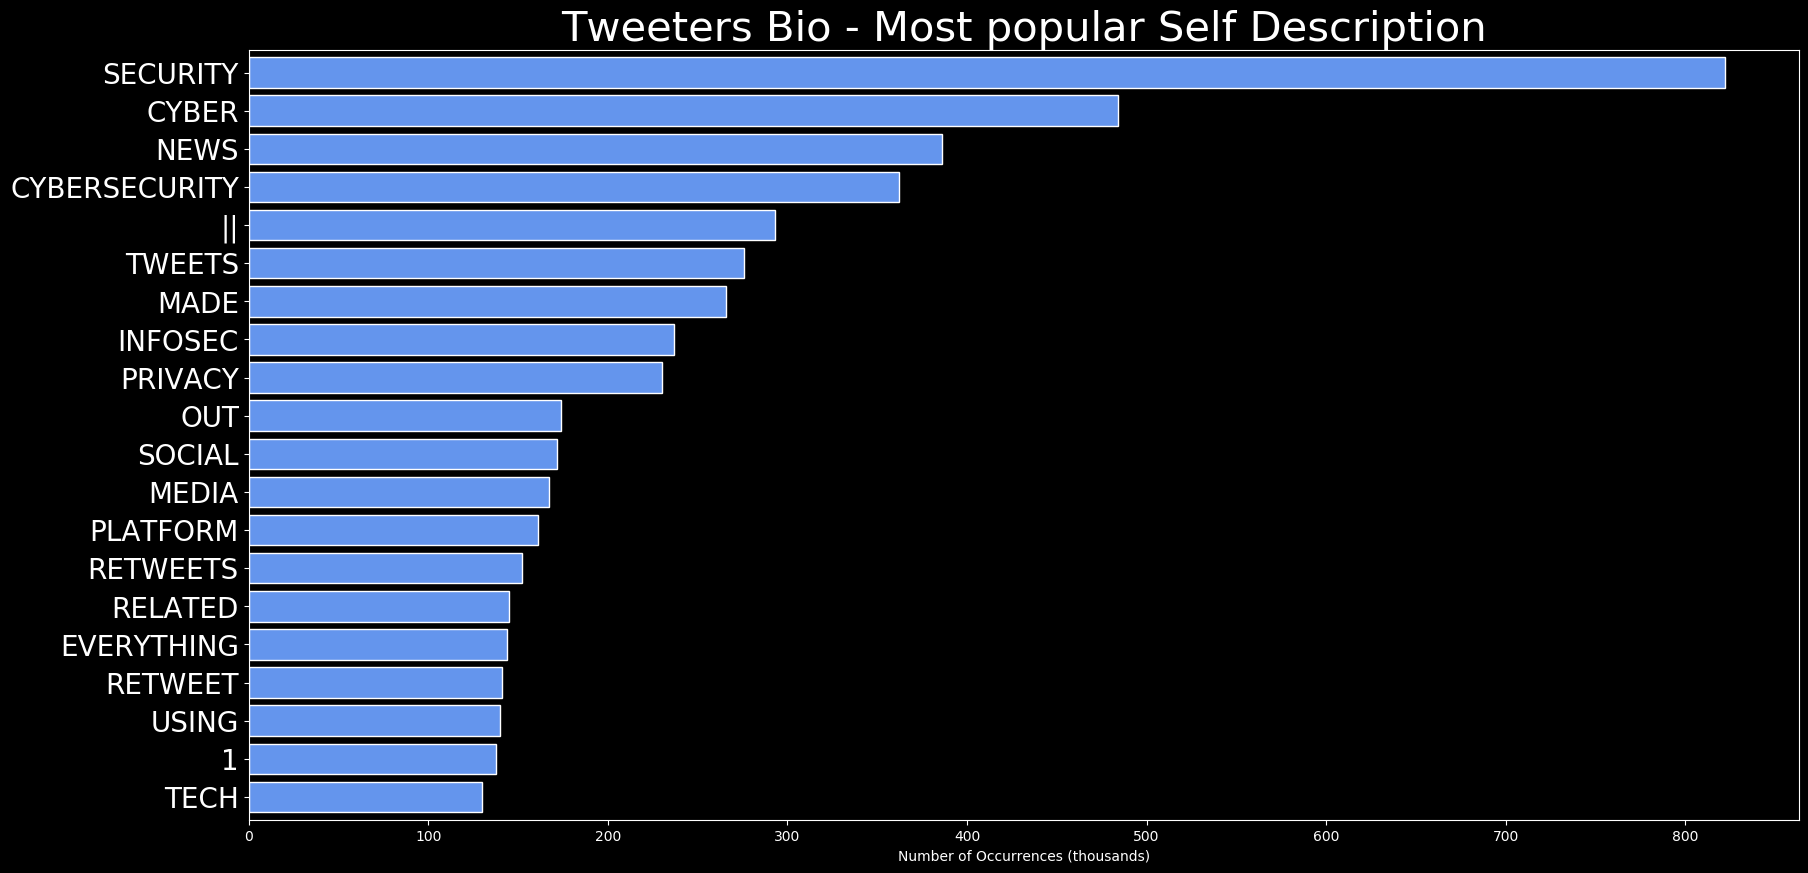 Tweeters Bio - Most popular Self Description
SECURITY
CYBER
NEWS
CYBERSECURITY
||
TWEETS
MADE
INFOSEC
PRIVACY
OUT
SOCIAL
MEDIA
PLATFORM
RETWEETS
RELATED
EVERYTHING
RETWEET
USING
1
TECH
0 100 200 300 400 500 600 700 800
Number of Occurrences (thousands)